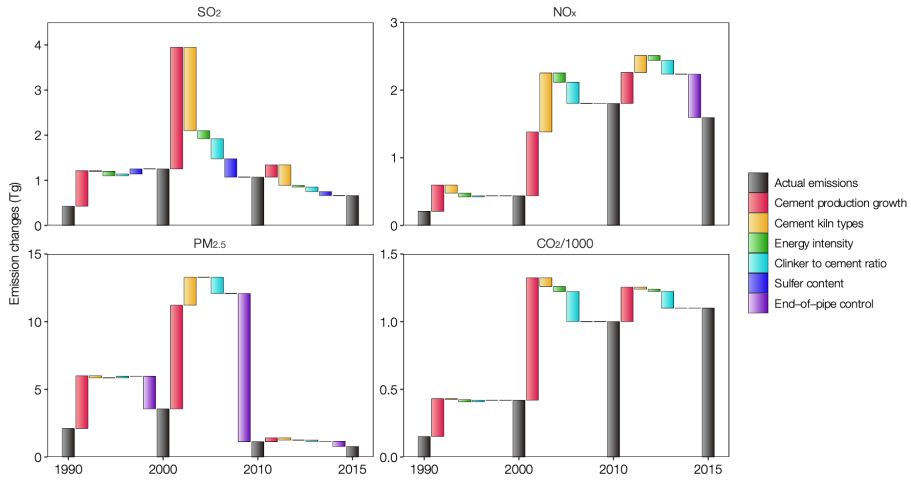 SO2
NOx
4
3
2
1
0
3
2
1
0
Emission changes (Tg)
PM2.5
CO2/1000
15
10
5
0
1.5
1.0
0.5
0.0
1990 2000 2010 2015
1990 2000 2010 2015
Actual emissions
Cement production growth
Cement kiln types
Energy intensity
Clinker to cement ratio
Sulfer content
End-of-pipe control